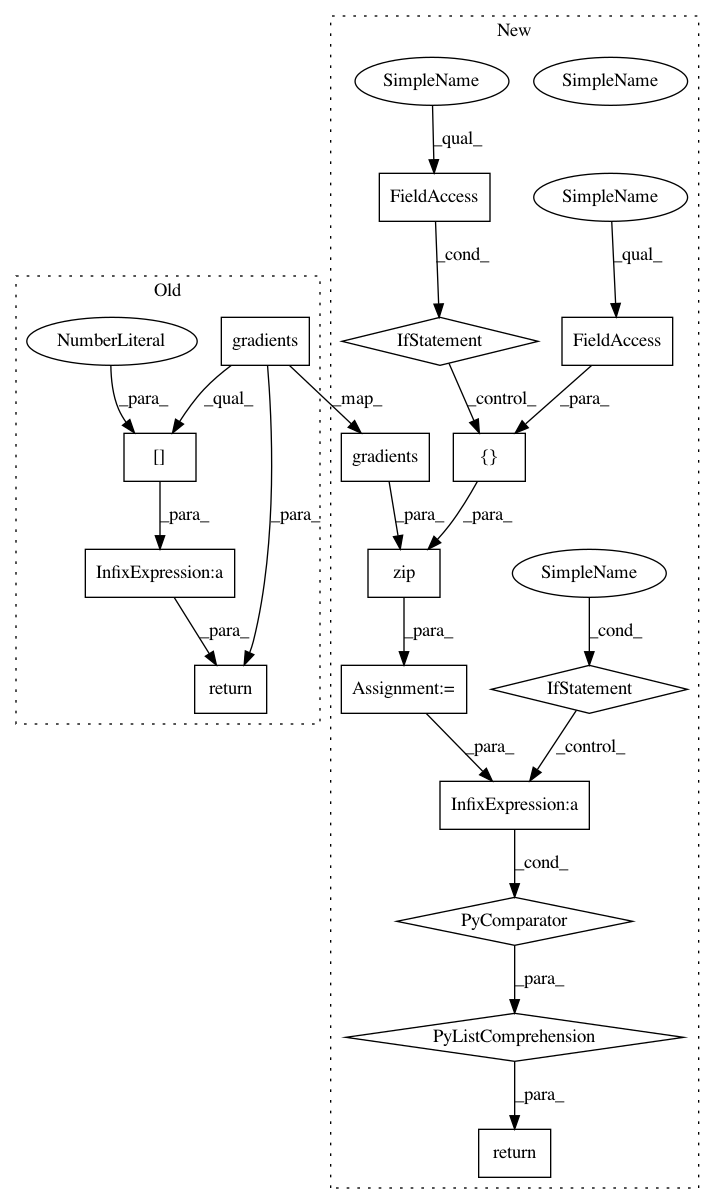 New
SimpleName
SimpleName
_qual_
FieldAccess
SimpleName
_cond_
_qual_
Old
NumberLiteral
gradients
IfStatement
FieldAccess
_para_
_qual_
_map_
_control_
_para_
[]
gradients
{}
_para_
_para_
_para_
_para_
InfixExpression:a
zip
SimpleName
_para_
_para_
_cond_
return
Assignment:=
IfStatement
_para_
_control_
InfixExpression:a
_cond_
PyComparator
_para_
PyListComprehension
_para_
return